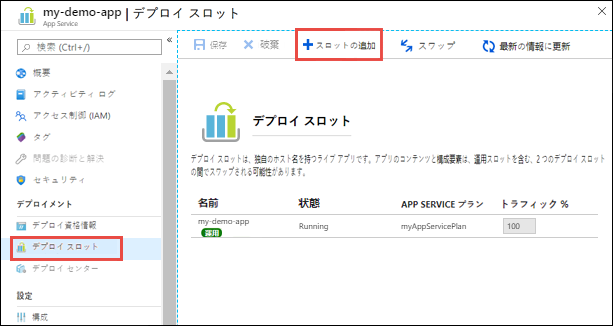 my-demo-app | デプロイ スロット
App Service
検索 (Ctrl+/)
概要
アクティビティ ログ
アクセス制御 (IAM)
タグ
問題の診断と解決
セキュリティ
デプロイメント
デプロイ資格情報
デプロイ スロット
デプロイ センター
設定
構成
保存 破棄 スロットの追加 スワップ 最新の情報に更新
デプロイ スロット
デプロイ スロットは、独自のホスト名を持つライブ アプリです。アプリのコンテンツと構成要素は、運用スロットを含む、2 つのデプロイ スロット
の間でスワップされる可能性があります。
名前 状態 APP SERVICE プラン トラフィック %
my-demo-app Running myAppServicePlan 100
運用